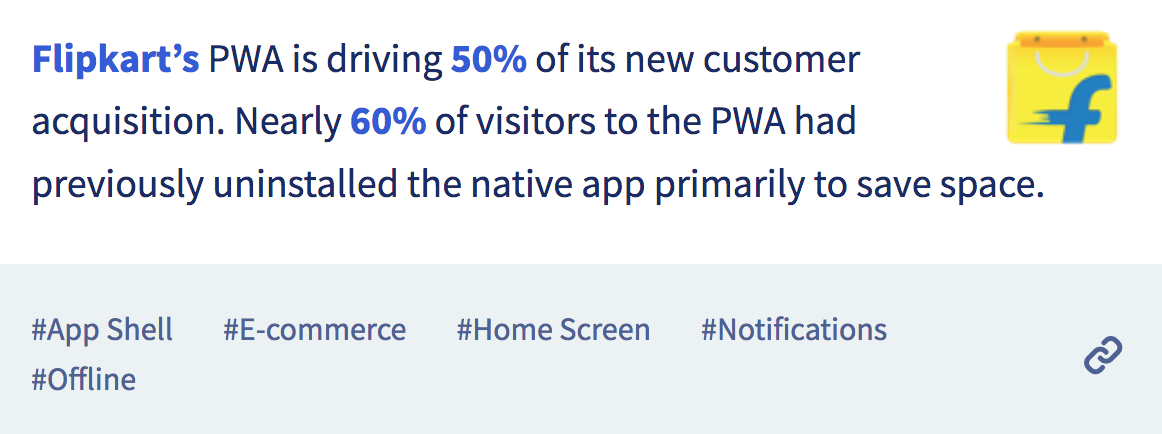 Flipkart’s PWA is driving 50% of its new customer
acquisition. Nearly 60% of visitors to the PWA had
previously uninstalled the native app primarily to save space.
#App Shell #E-commerce #Home Screen #Notifications
#Offline